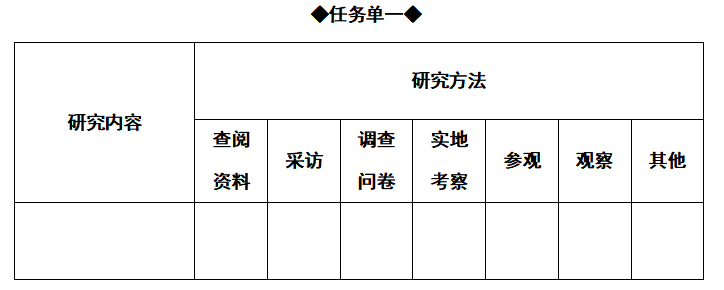 ◆任务单一◆
研究内容
研究方法
查阅
资料
采访
调查
问卷
实地
考察
参观
观察
其他